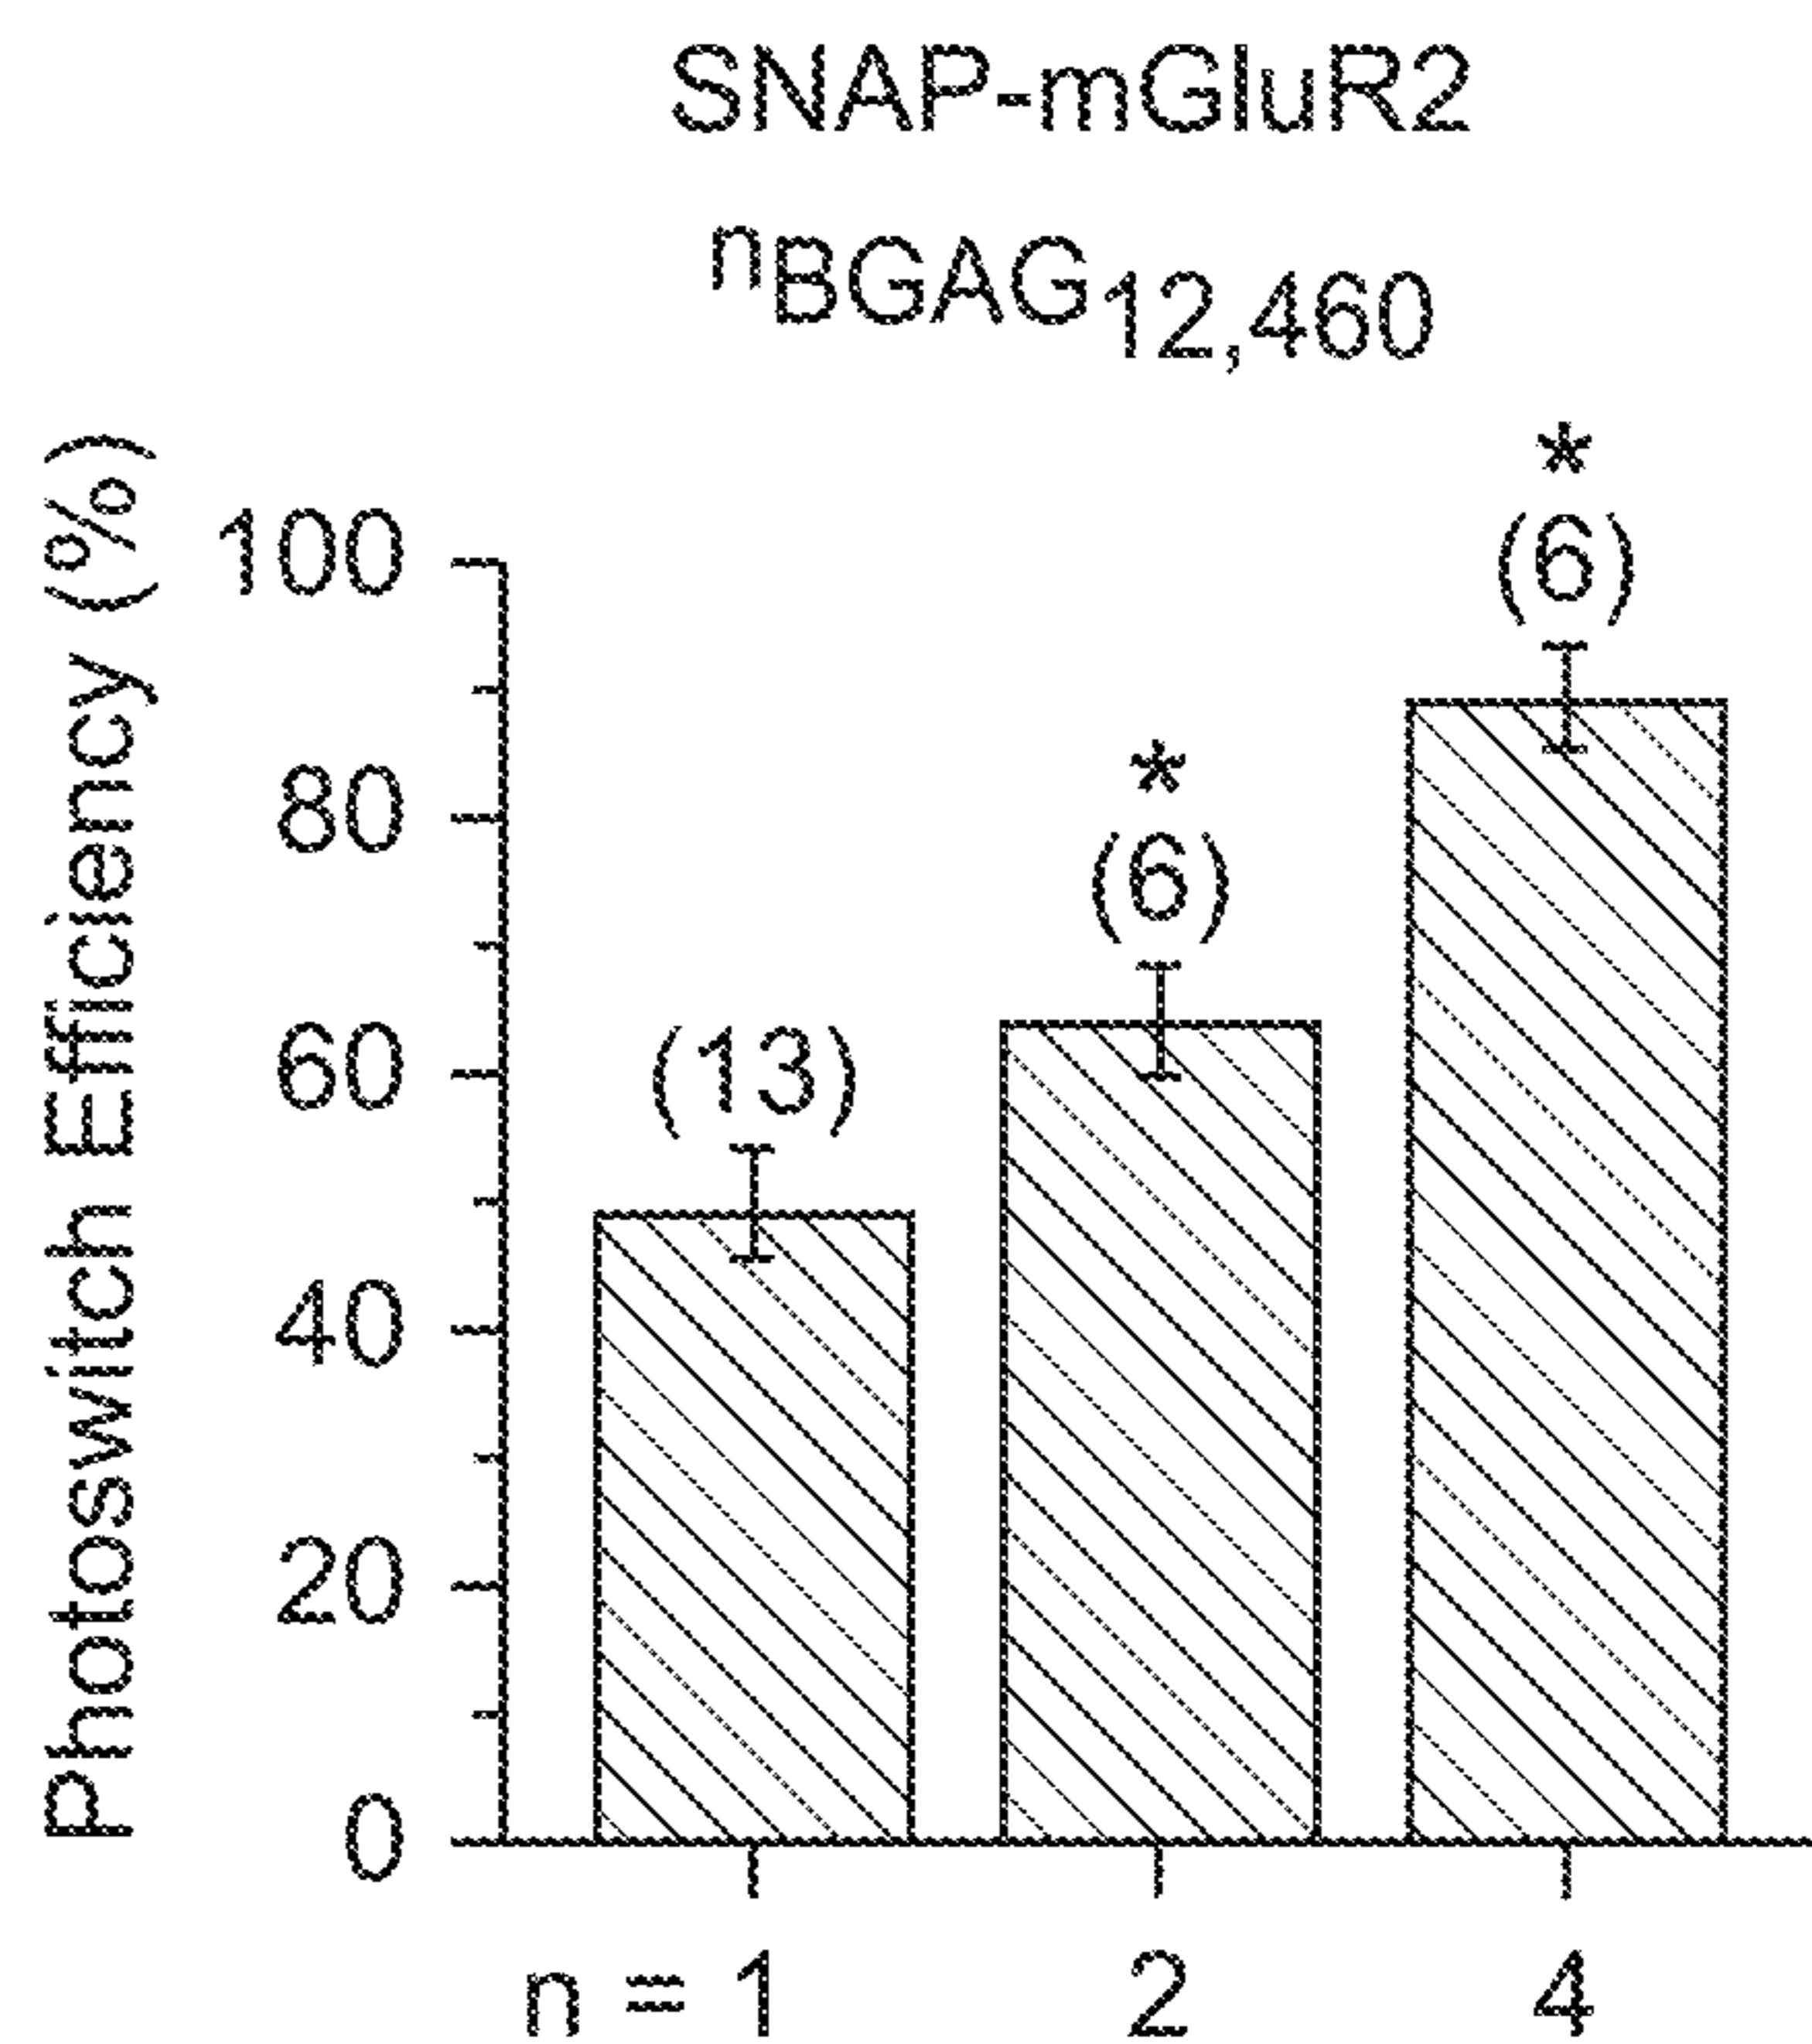 SNAP-mGluR2
nBGAG12,460
Photoswitch Efficiency (%)
100
80
60
40
20
0
(13)
*
(6)
*
(6)
n = 1 2 4